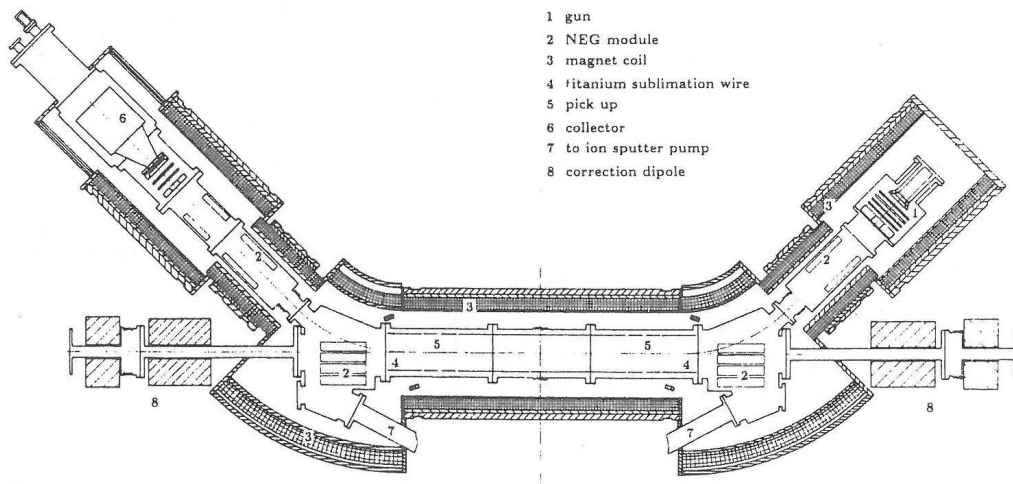 1 gun
2 NEG module
3 magnet coil
4 titanium sublimation wire
5 pick up
6 collector
7 to ion sputter pump
8 correction dipole
6
3
1
2
2
3
5
5
4
4
2
2
8
8
7
7
3